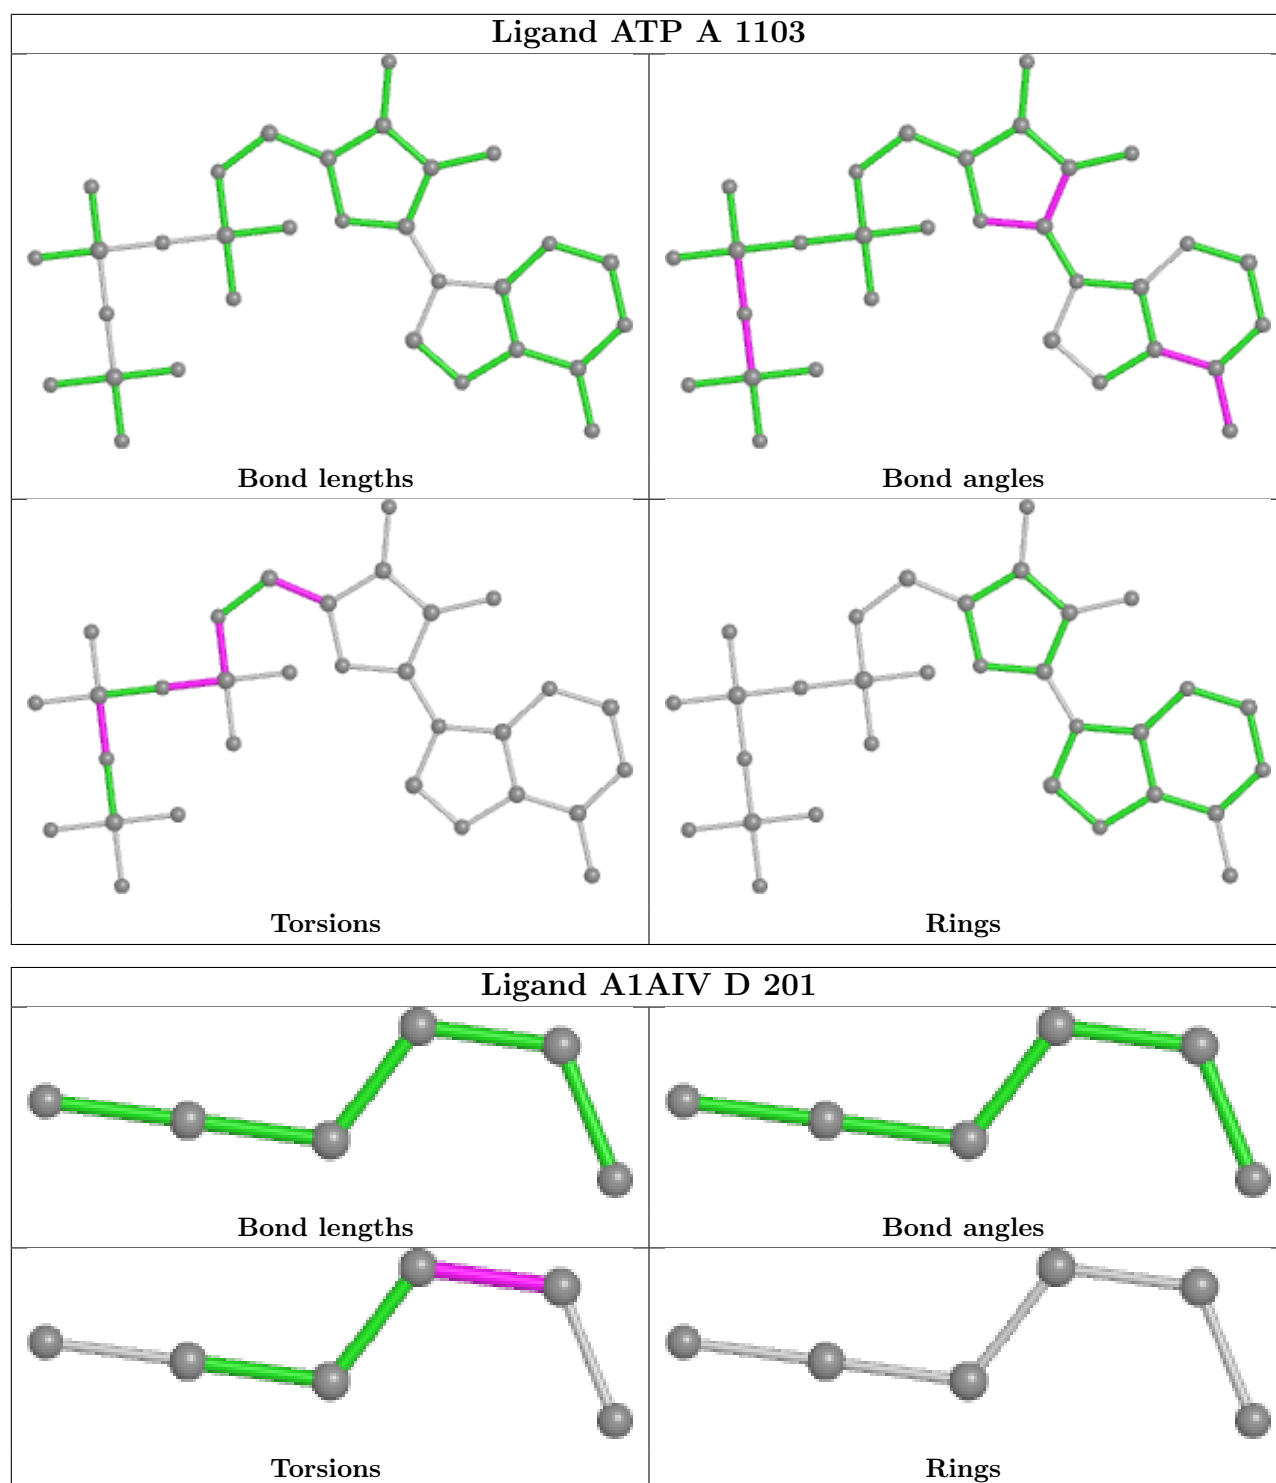 Ligand ATP A 1103
Bond lengths
Bond angles
Torsions
Rings
Ligand A1AIV D 201
Bond lengths
Bond angles
Torsions
Rings